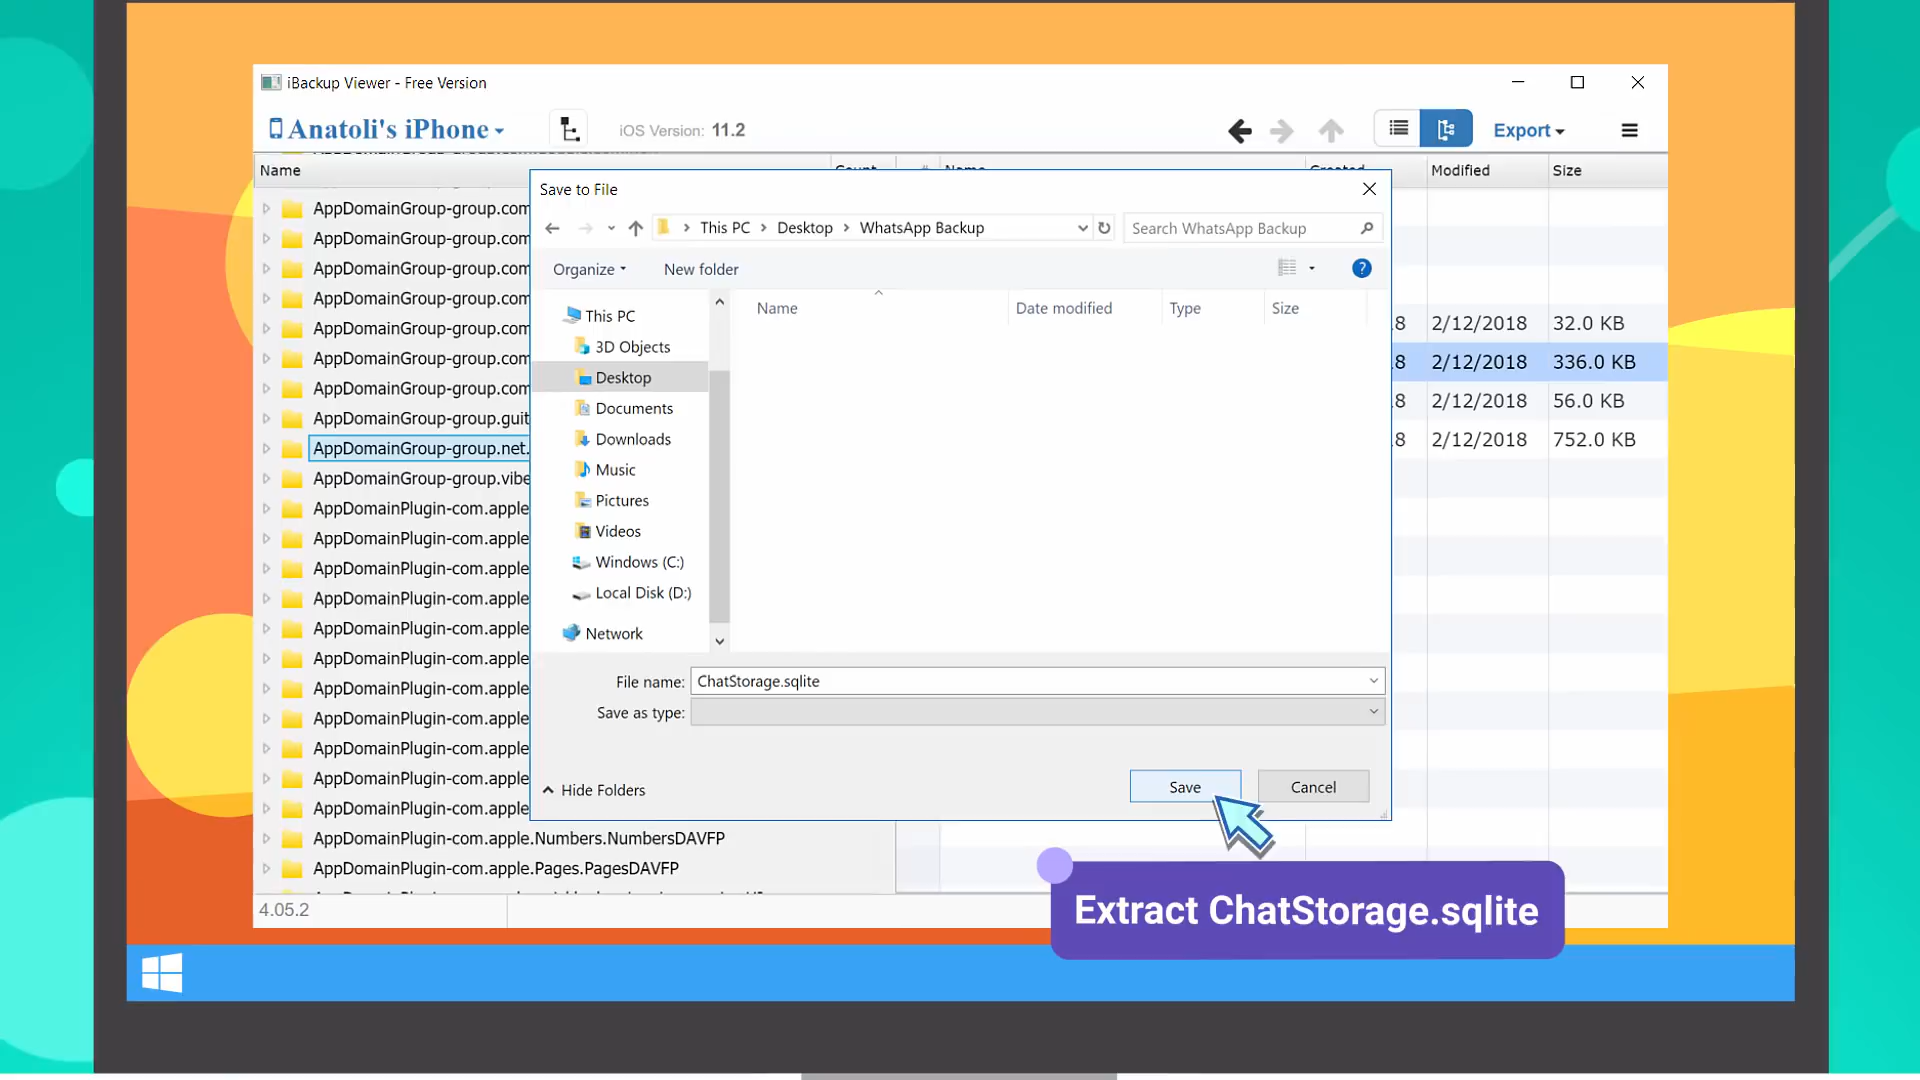 iBackup Viewer - Free Version
Anatoli's iPhone
iOS Version: 11.2
Export
Name
Count
#
Name
Created
Modified
Size
AppDomainGroup-group.com
AppDomainGroup-group.com
AppDomainGroup-group.com
AppDomainGroup-group.com
AppDomainGroup-group.com
AppDomainGroup-group.com
AppDomainGroup-group.com
AppDomainGroup-group.guit
AppDomainGroup-group.net.
AppDomainGroup-group.vibe
AppDomainPlugin-com.apple
AppDomainPlugin-com.apple
AppDomainPlugin-com.apple
AppDomainPlugin-com.apple
AppDomainPlugin-com.apple
AppDomainPlugin-com.apple
AppDomainPlugin-com.apple
AppDomainPlugin-com.apple
AppDomainPlugin-com.apple
AppDomainPlugin-com.apple
AppDomainPlugin-com.apple
AppDomainPlugin-com.apple.Numbers.NumbersDAVFP
AppDomainPlugin-com.apple.Pages.PagesDAVFP
8 2/12/2018 32.0 KB
8 2/12/2018 336.0 KB
8 2/12/2018 56.0 KB
8 2/12/2018 752.0 KB
4.05.2
Save to File
This PC > Desktop > WhatsApp Backup
Search WhatsApp Backup
Organize
New folder
?
This PC
3D Objects
Desktop
Documents
Downloads
Music
Pictures
Videos
Windows (C:)
Local Disk (D:)
Network
Name
Date modified
Type
Size
File name: ChatStorage.sqlite
Save as type:
Hide Folders
Save
Cancel
Extract ChatStorage.sqlite